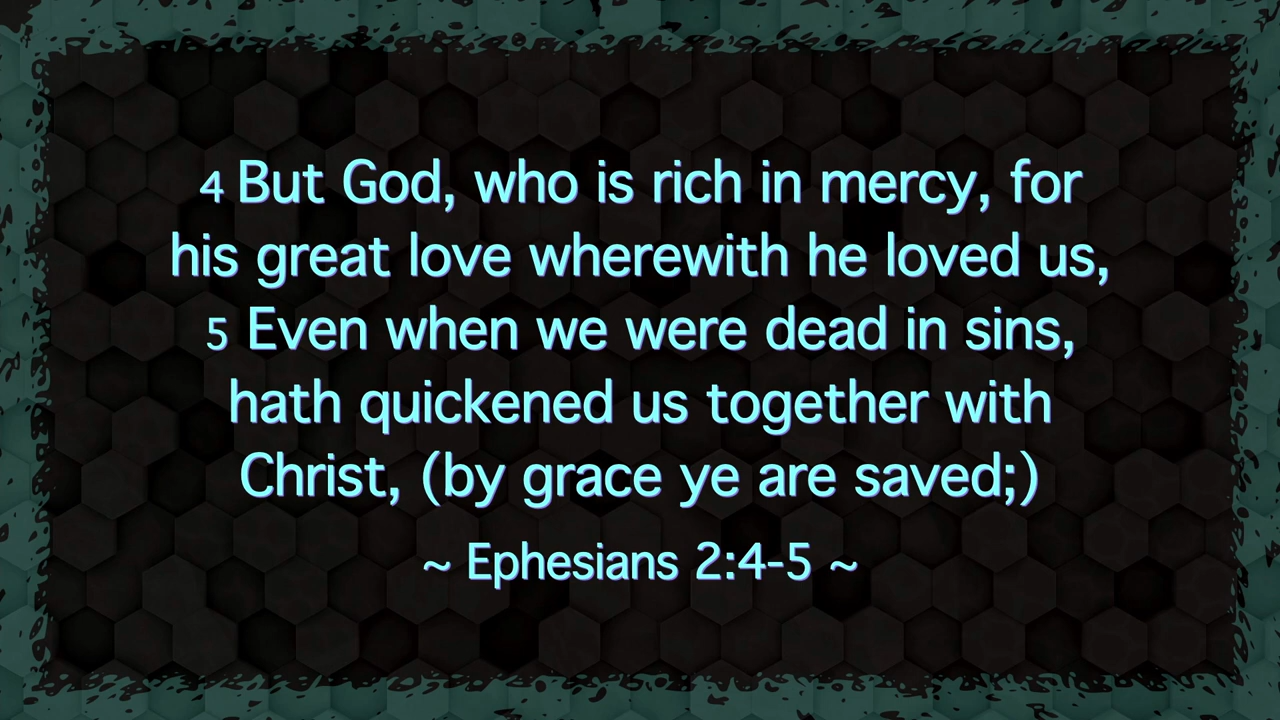 4 But God, who is rich in mercy, for
his great love wherewith he loved us,
5 Even when we were dead in sins,
hath quickened us together with
Christ, (by grace ye are saved;)
~ Ephesians 2:4-5 ~